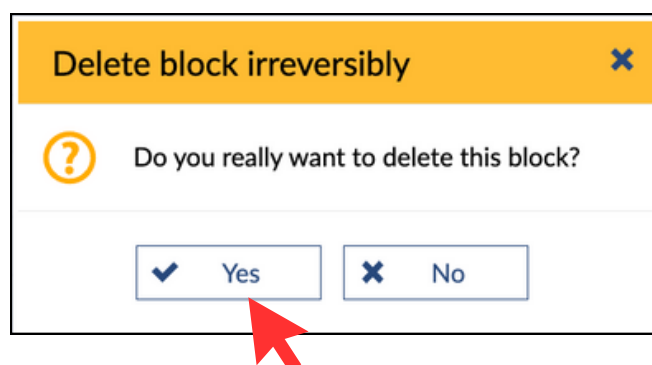 Delete block irreversibly
Do you really want to delete this block?
Yes No